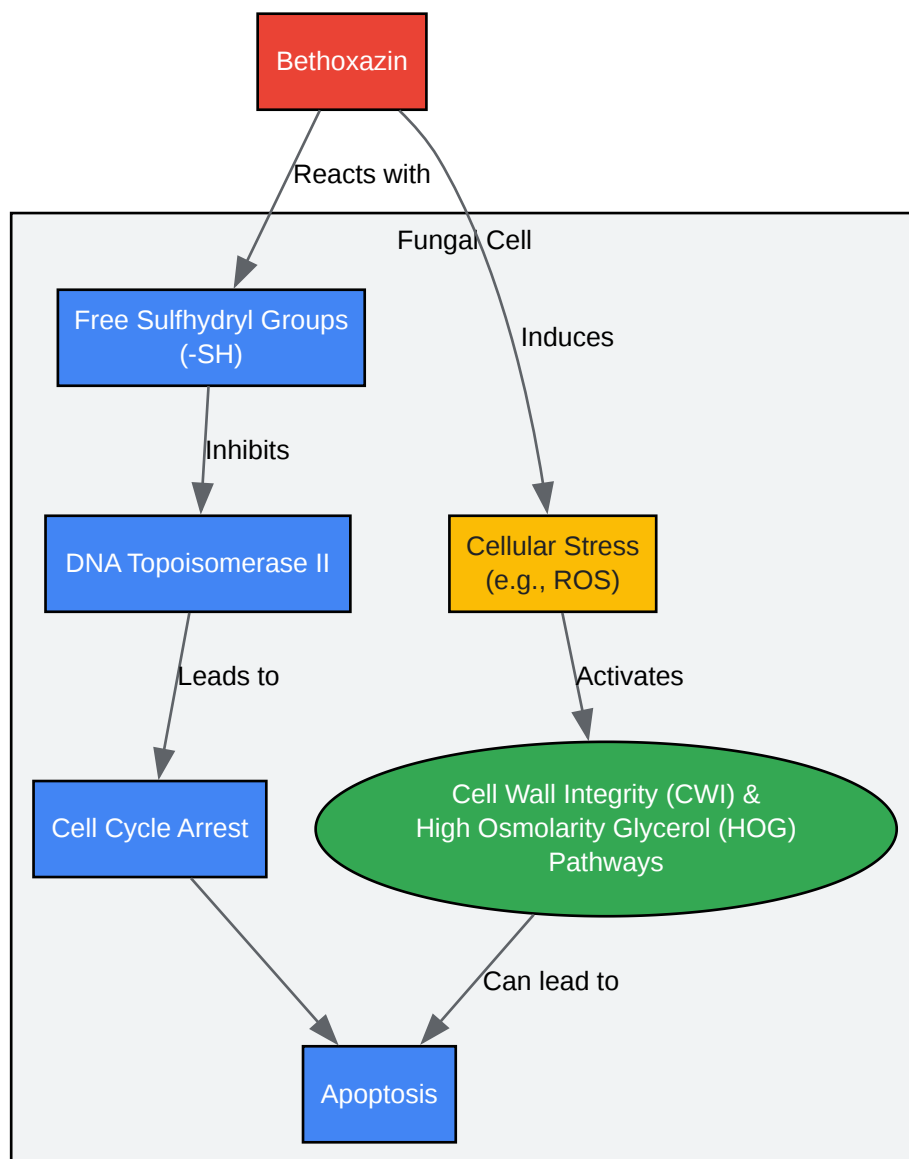 Bethoxazin
Reacts with
Fungal Cell
Free Sulfhydryl Groups
(-SH)
Induces
Inhibits
DNA Topoisomerase II
Cellular Stress
(e.g., ROS)
Leads to
Activates
Cell Cycle Arrest
Cell Wall Integrity (CWI) &
High Osmolarity Glycerol (HOG)
Pathways
Can lead to
Apoptosis